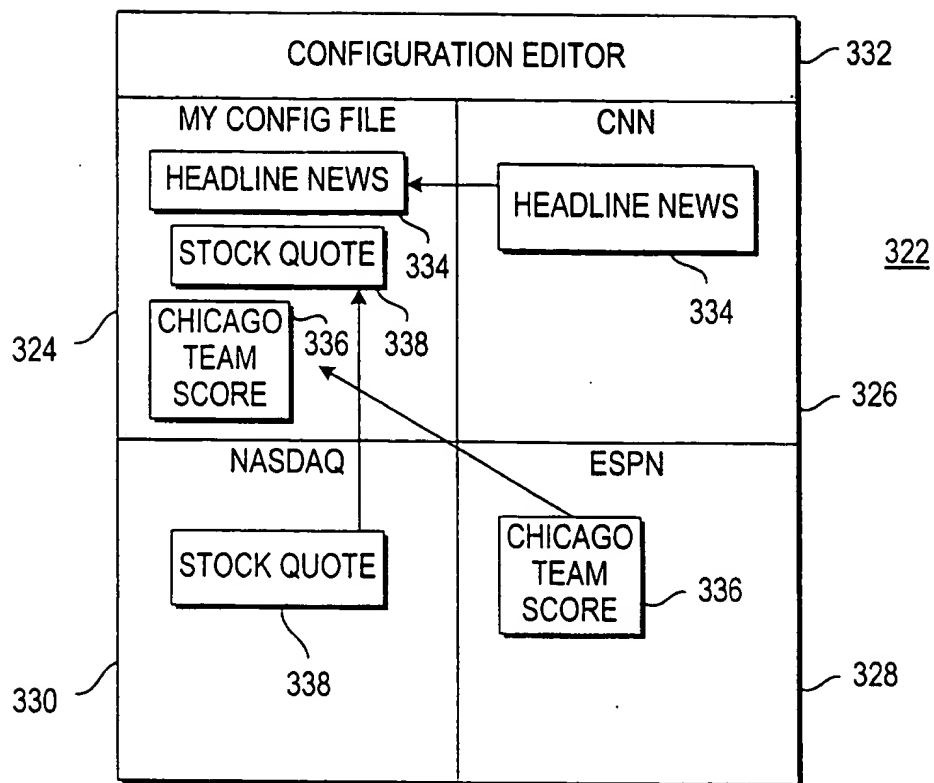 CONFIGURATION EDITOR
332
MY CONFIG FILE
CNN
HEADLINE NEWS
HEADLINE NEWS
334
334
322
STOCK QUOTE
338
CHICAGO
TEAM
SCORE
336
324
326
NASDAQ
ESPN
STOCK QUOTE
338
CHICAGO
TEAM
SCORE
336
330
328